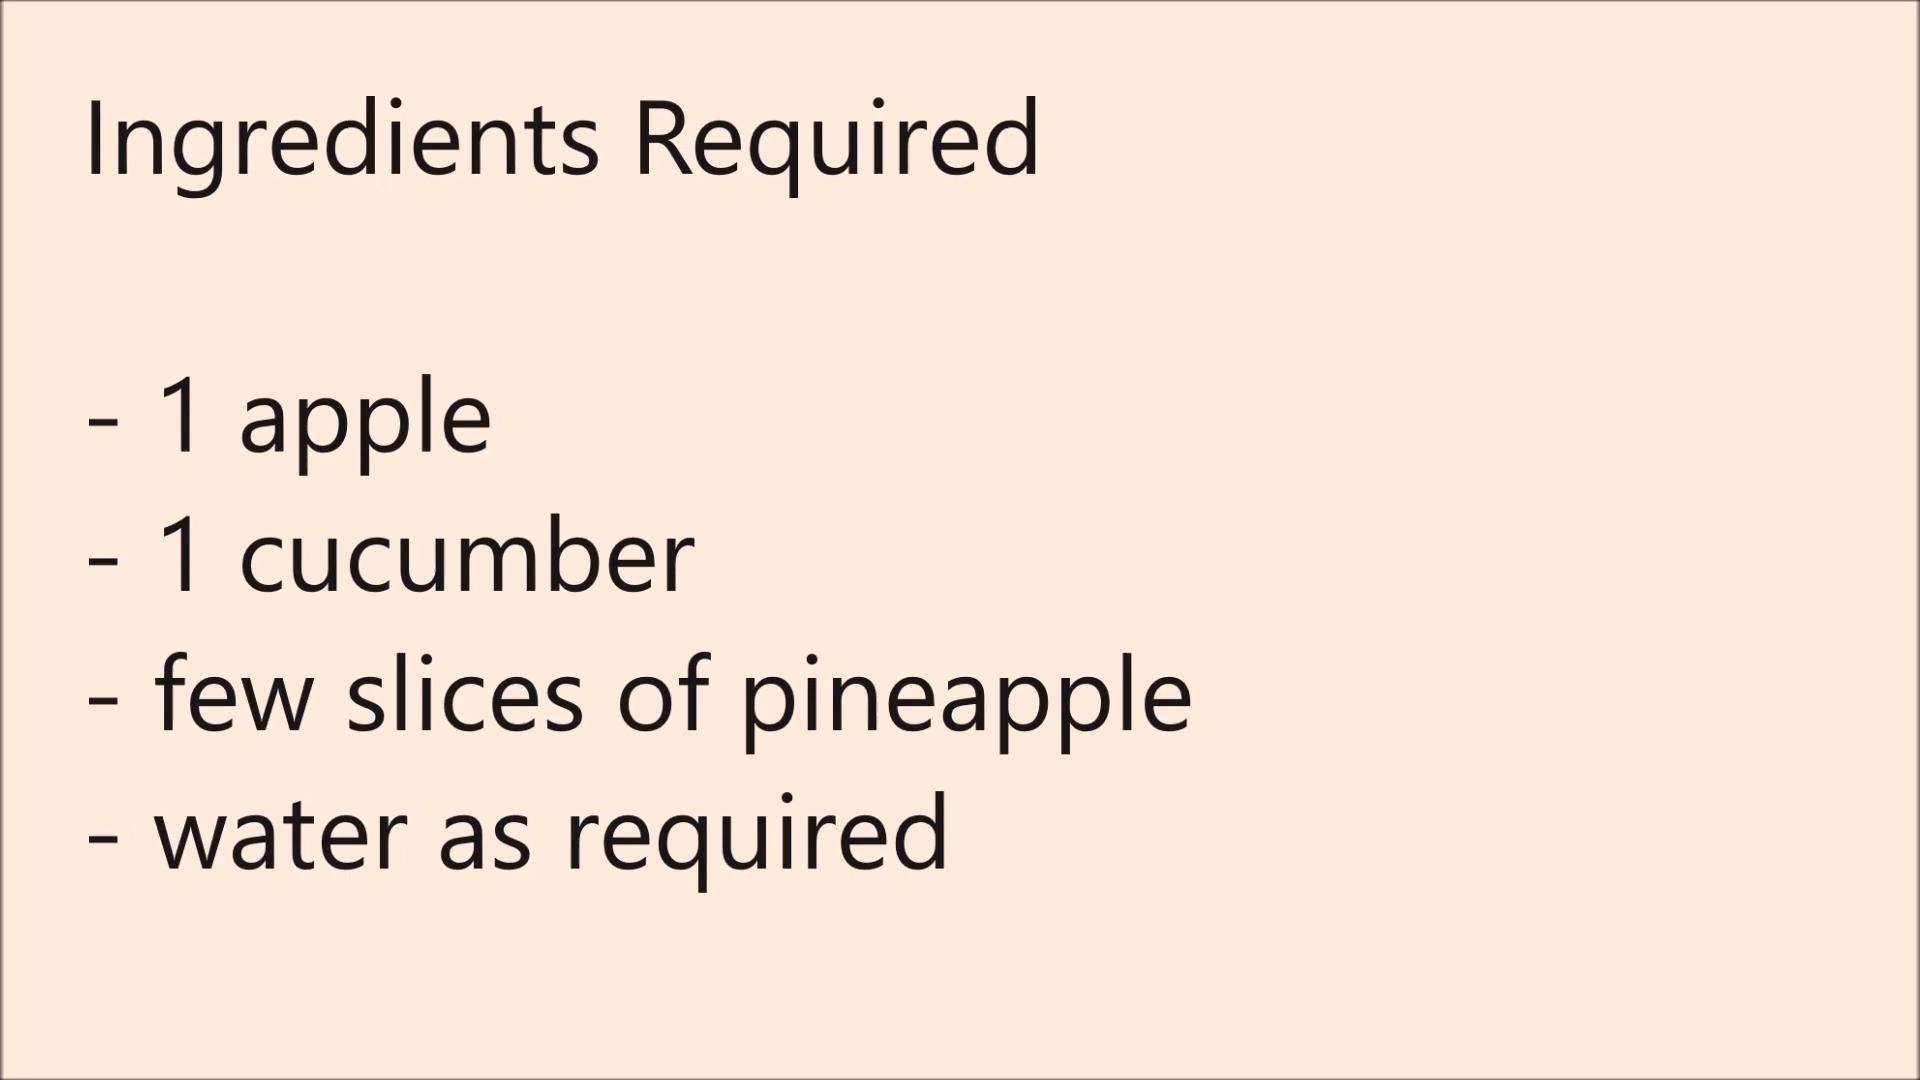 Ingredients Required
- 1 apple
- 1 cucumber
- few slices of pineapple
- water as required